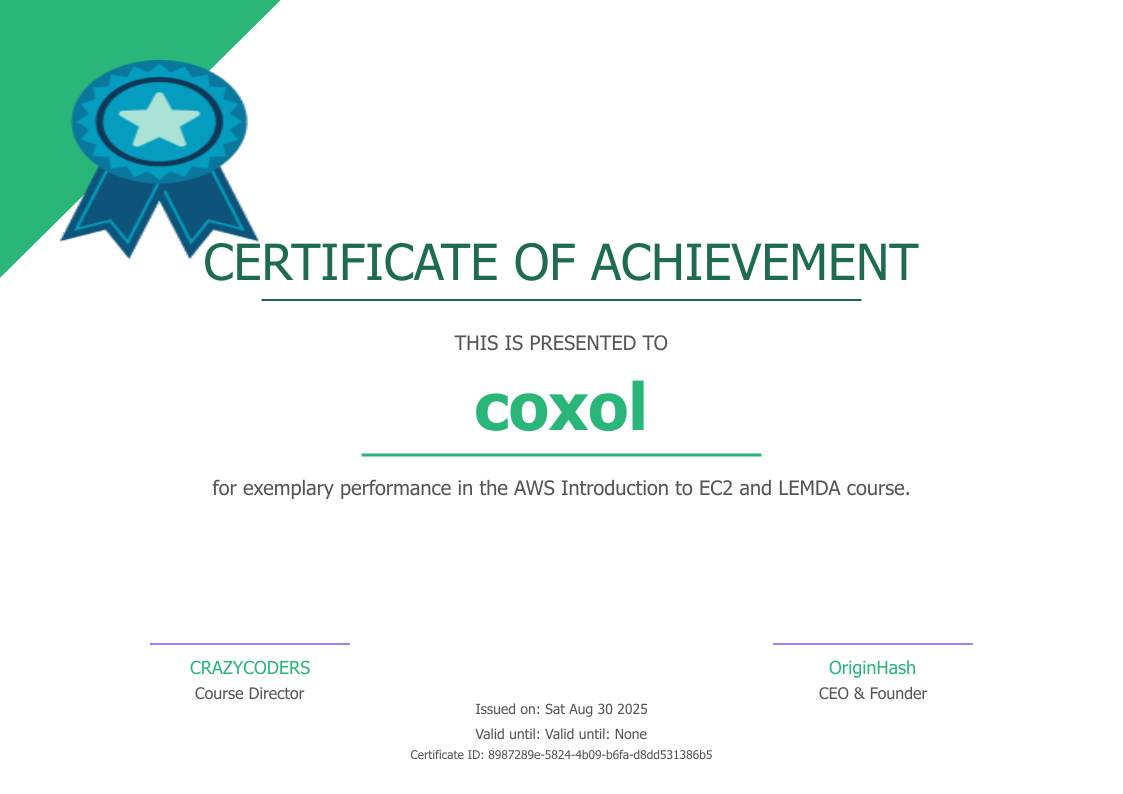 CERTIFICATE OF ACHIEVEMENT
THIS IS PRESENTED TO
coxol
for exemplary performance in the AWS Introduction to EC2 and LEMDA course.
CRAZYCODERS
Course Director
OriginHash
CEO & Founder
Issued on: Sat Aug 30 2025
Valid until: Valid until: None
Certificate ID: 8987289e-5824-4b09-b6fa-d8dd531386b5